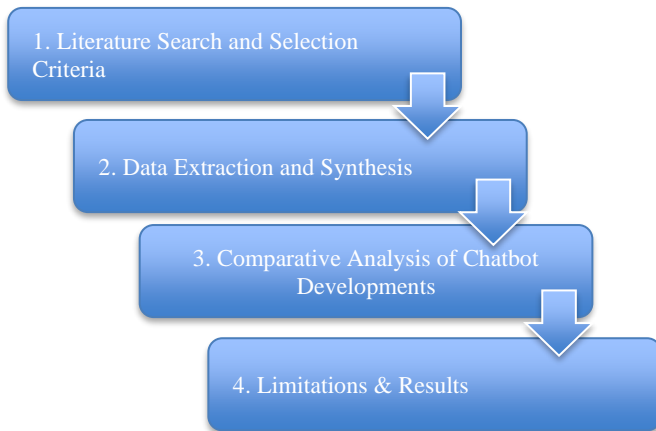 1. Literature Search and Selection
Criteria
2. Data Extraction and Synthesis
3. Comparative Analysis of Chatbot
Developments
4. Limitations & Results